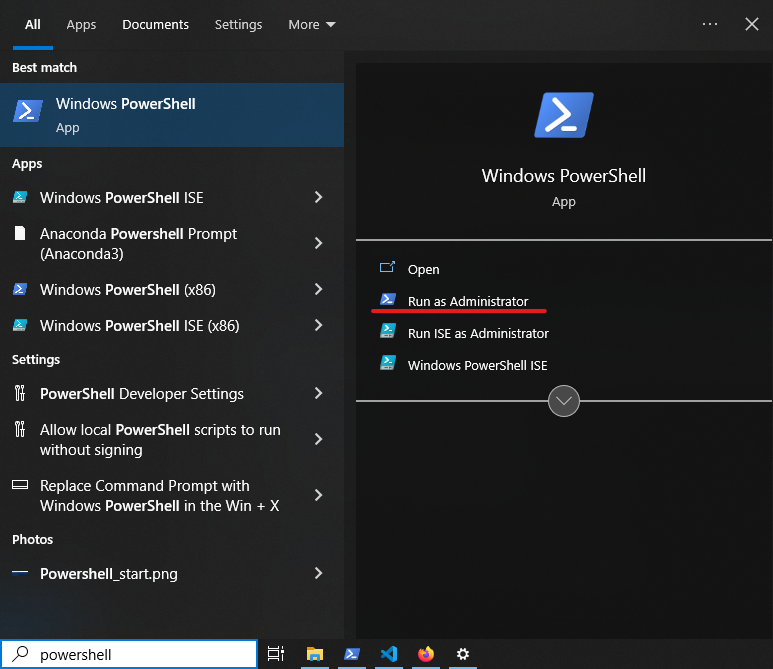 All Apps Documents Settings More
Best match
Windows PowerShell
App
Apps
Windows PowerShell ISE
Anaconda Powershell Prompt
(Anaconda3)
Windows PowerShell (x86)
Windows PowerShell ISE (x86)
Settings
PowerShell Developer Settings
Allow local PowerShell scripts to run
without signing
Replace Command Prompt with
Windows PowerShell in the Win + X
Photos
Powershell_start.png
Windows PowerShell
App
Open
Run as Administrator
Run ISE as Administrator
Windows PowerShell ISE
powershell